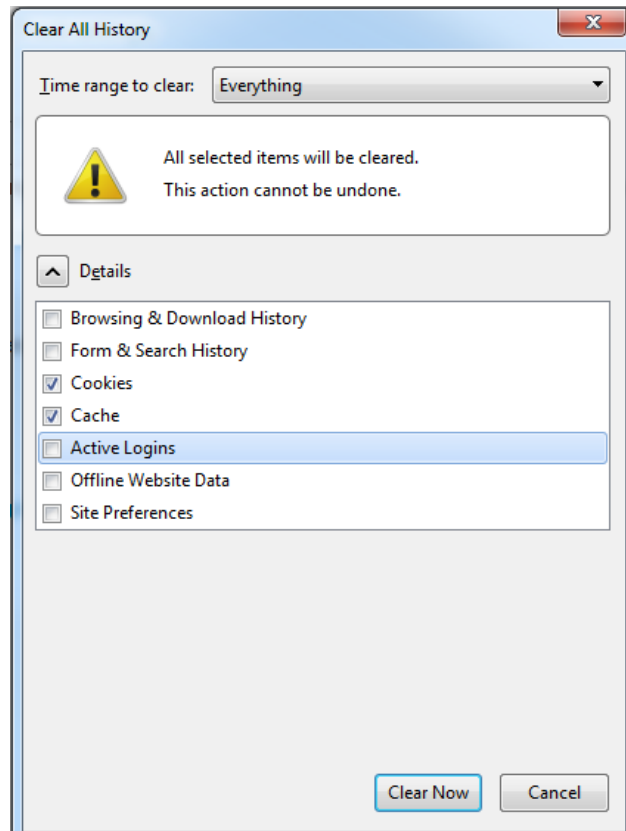 Clear All History
Time range to clear: Everything
All selected items will be cleared.
This action cannot be undone.
Details
Browsing & Download History
Form & Search History
Cookies
Cache
Active Logins
Offline Website Data
Site Preferences
Clear Now Cancel